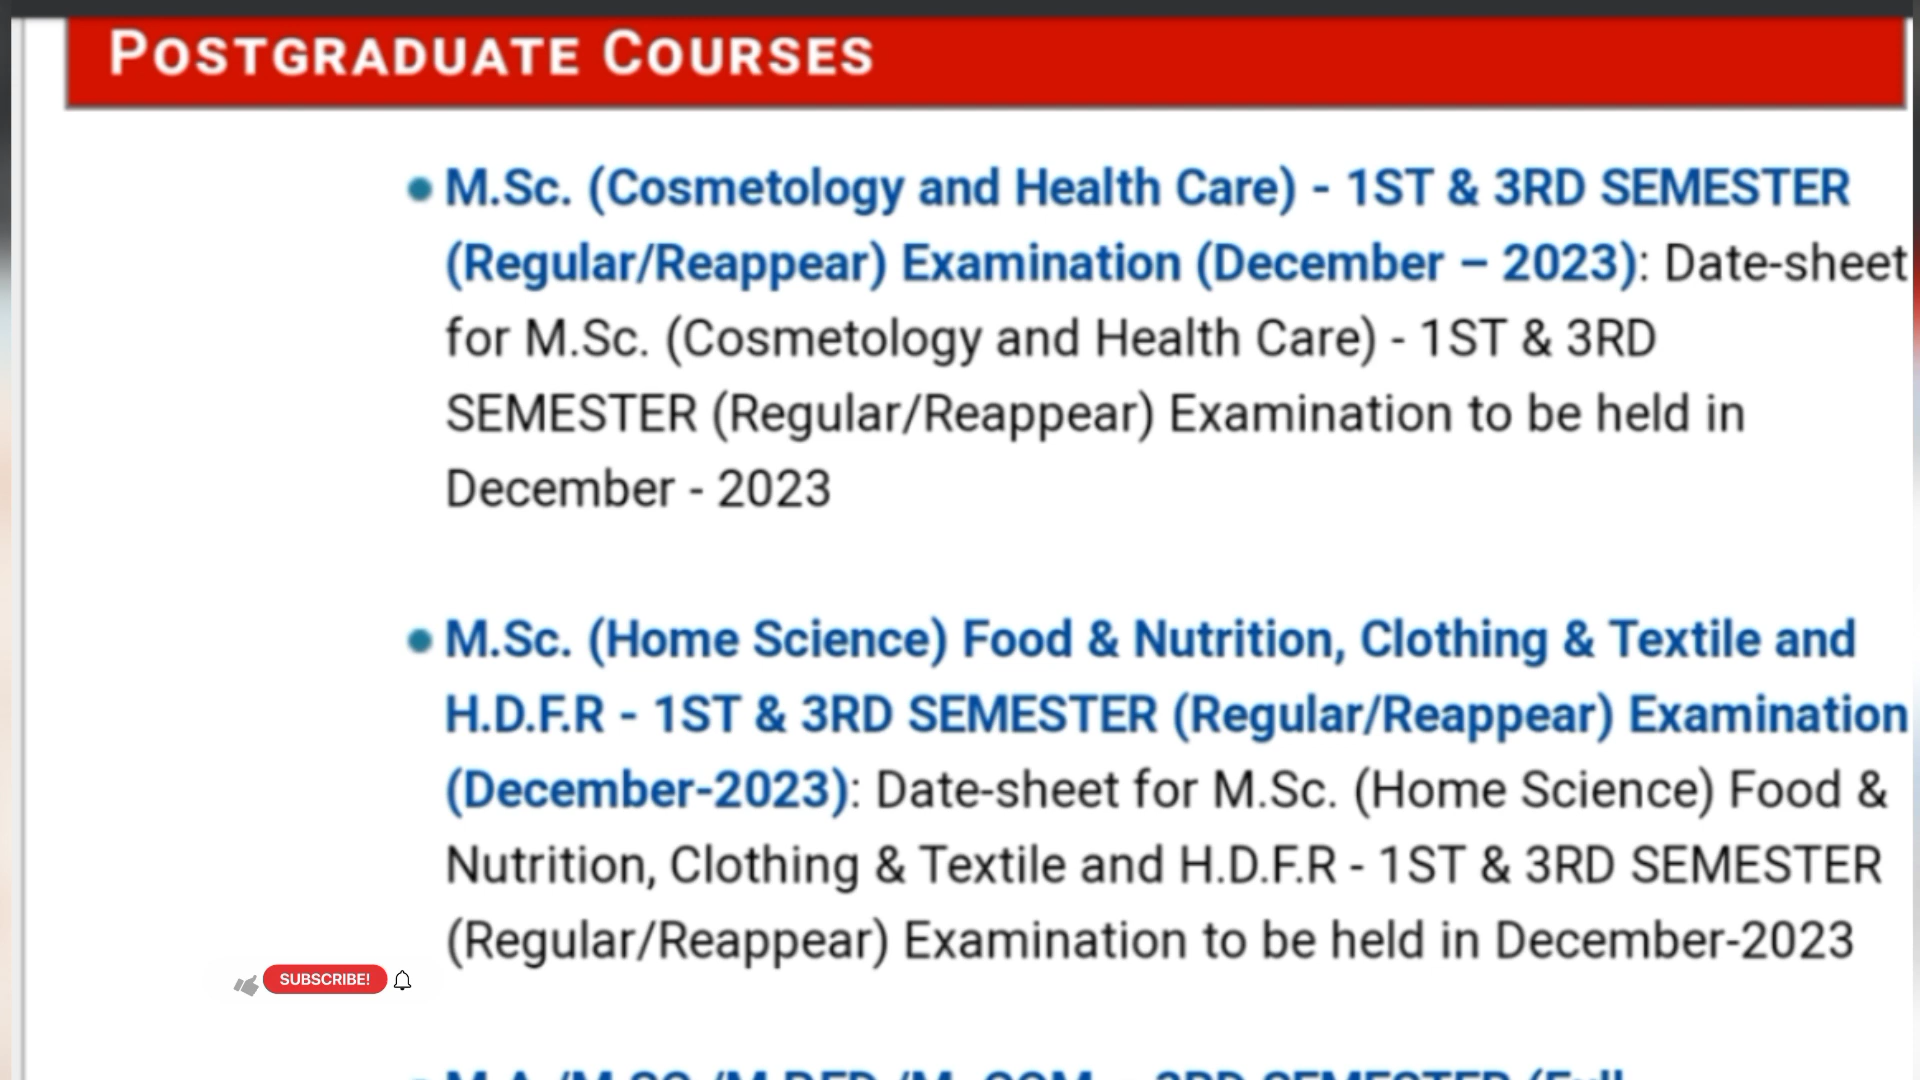 POSTGRADUATE COURSES
M.Sc. (Cosmetology and Health Care) - 1ST & 3RD SEMESTER
(Regular/Reappear) Examination (December – 2023): Date-sheet
for M.Sc. (Cosmetology and Health Care) - 1ST & 3RD
SEMESTER (Regular/Reappear) Examination to be held in
December - 2023
M.Sc. (Home Science) Food & Nutrition, Clothing & Textile and
H.D.F.R - 1ST & 3RD SEMESTER (Regular/Reappear) Examination
(December-2023): Date-sheet for M.Sc. (Home Science) Food &
Nutrition, Clothing & Textile and H.D.F.R - 1ST & 3RD SEMESTER
(Regular/Reappear) Examination to be held in December-2023
SUBSCRIBE!
3RD SEMESTER (Full